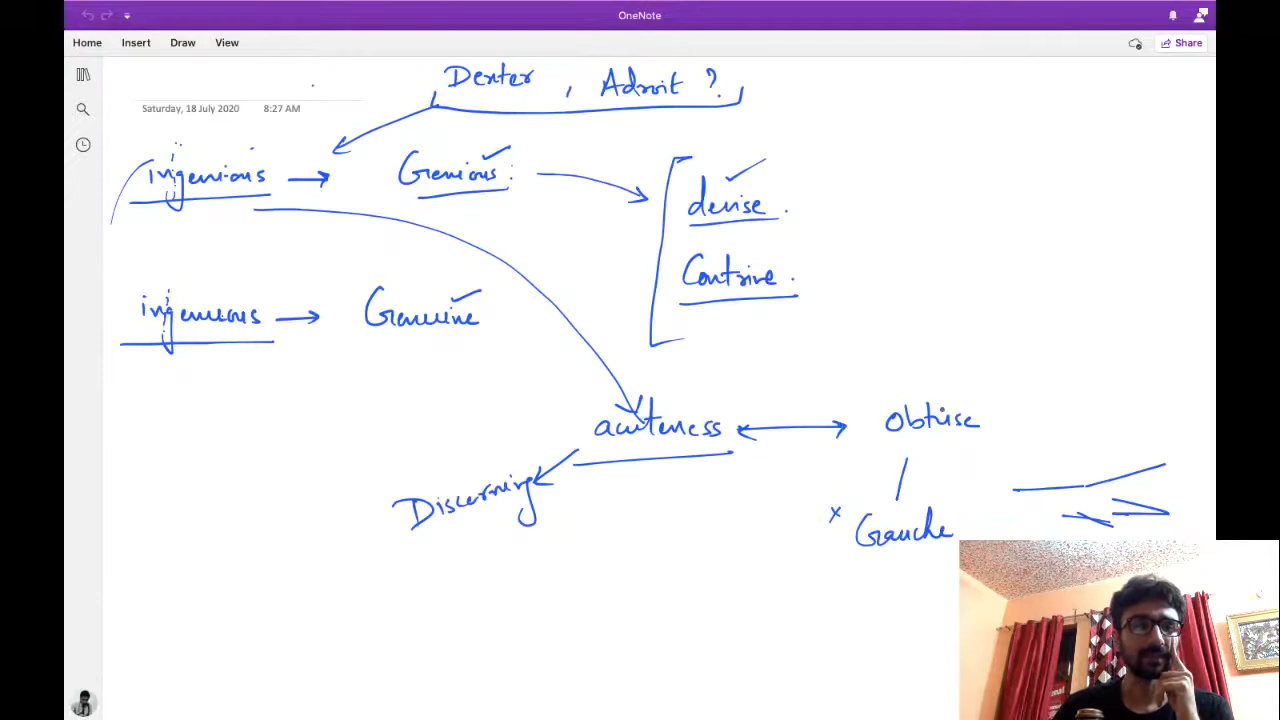 OneNote
Home Insert Draw View Share
Dexter, Adroit ?
Saturday, 18 July 2020 8:27 AM
ingenious → Genious :
devise .
Contrive .
ingenuous → Genuine
acuteness ↔ Obtuse
Discerning
x Gauche